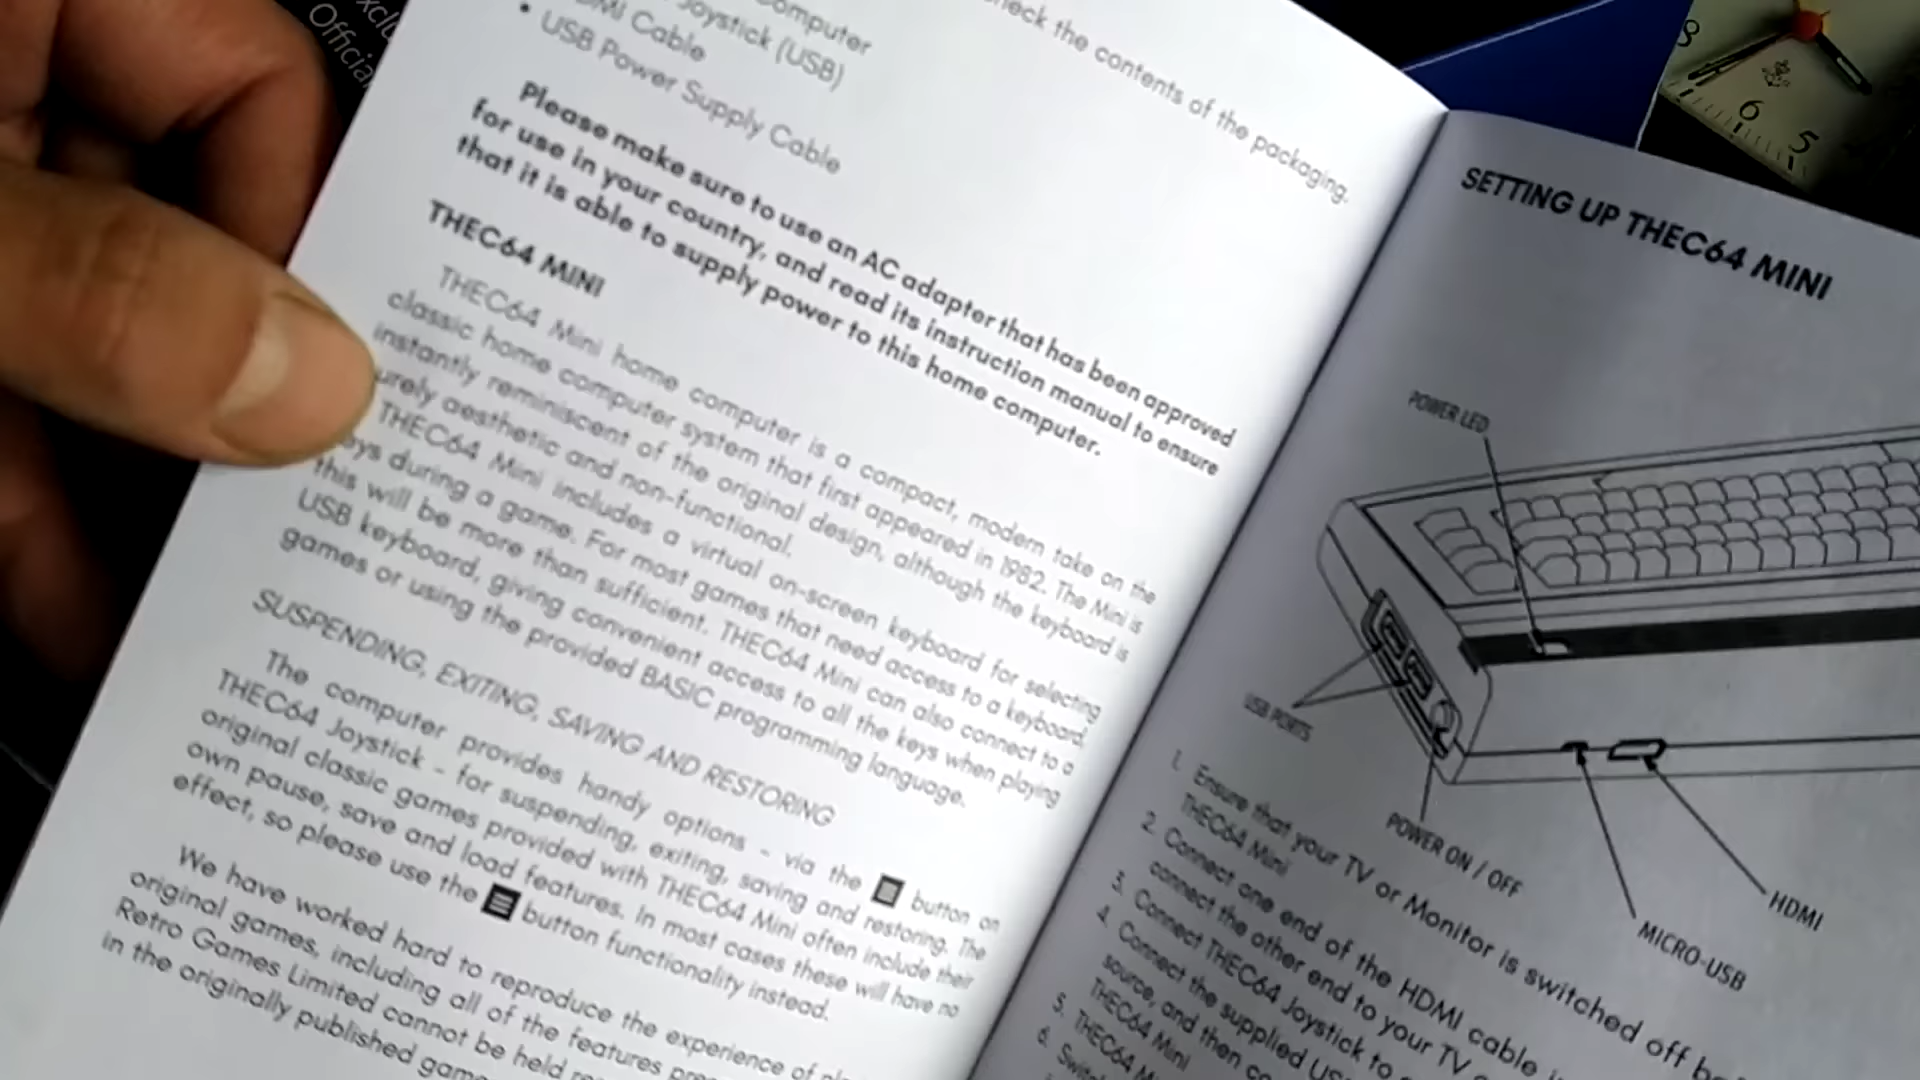 Officia
Check the contents of the packaging.
Computer
Joystick (USB)
HDMI Cable
• USB Power Supply Cable
Please make sure to use an AC adapter that has been approved
for use in your country, and read its instruction manual to ensure
that it is able to supply power to this home computer.
THEC64 MINI
THEC64 Mini home computer is a compact, modern take on the
classic home computer system that first appeared in 1982. The Mini is
instantly reminiscent of the original design, although the keyboard is
urely aesthetic and non-functional.
THEC64 Mini includes a virtual on-screen keyboard for selecting
eys during a game. For most games that need access to a keyboard,
this will be more than sufficient. THEC64 Mini can also connect to a
USB keyboard, giving convenient access to all the keys when playing
games or using the provided BASIC programming language.
SUSPENDING, EXITING, SAVING AND RESTORING
The computer provides handy options - via the button on
THEC64 Joystick - for suspending, exiting, saving and restoring. The
original classic games provided with THEC64 Mini often include their
own pause, save and load features. In most cases these will have no
effect, so please use the button functionality instead.
We have worked hard to reproduce the experience of
original games, including all of the features
Retro Games Limited cannot be held
in the originally published game
8
6
5
SETTING UP THEC64 MINI
POWER LED
USB PORTS
POWER ON / OFF
MICRO-USB
HDMI
1. Ensure that your TV or Monitor is switched off
THEC64 Mini
2. Connect one end of the HDMI cable
connect the other end to your TV
3. Connect THEC64 Joystick to
4. Connect the supplied
source, and then
THEC64 Mini
5. THEC64
6. Switch